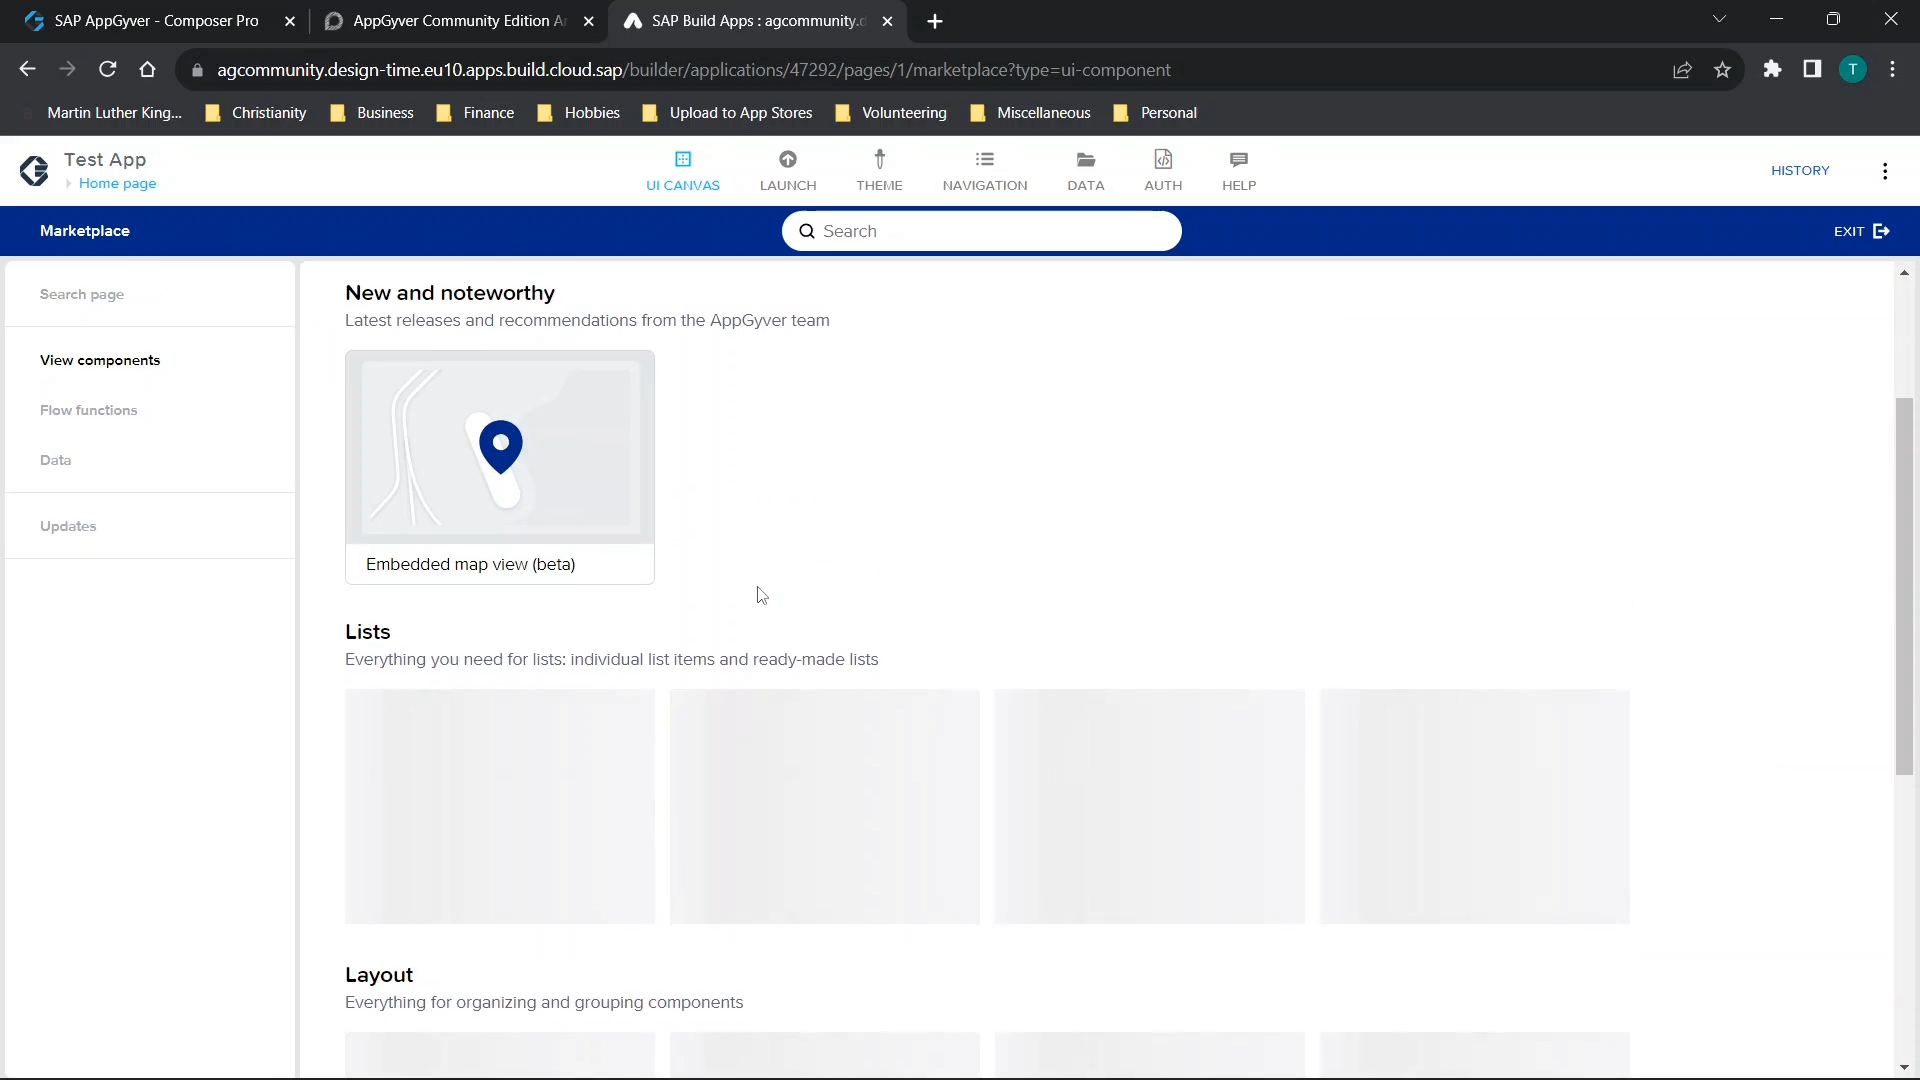 SAP AppGyver - Composer Pro
AppGyver Community Edition A
SAP Build Apps : agcommunity.d
agcommunity.design-time.eu10.apps.build.cloud.sap/builder/applications/47292/pages/1/marketplace?type=ui-component
T
Martin Luther King...
Christianity
Business
Finance
Hobbies
Upload to App Stores
Volunteering
Miscellaneous
Personal
Test App
Home page
UI CANVAS
LAUNCH
THEME
NAVIGATION
DATA
AUTH
HELP
HISTORY
Marketplace
Search
EXIT
Search page
View components
Flow functions
Data
Updates
New and noteworthy
Latest releases and recommendations from the AppGyver team
Embedded map view (beta)
Lists
Everything you need for lists: individual list items and ready-made lists
Layout
Everything for organizing and grouping components